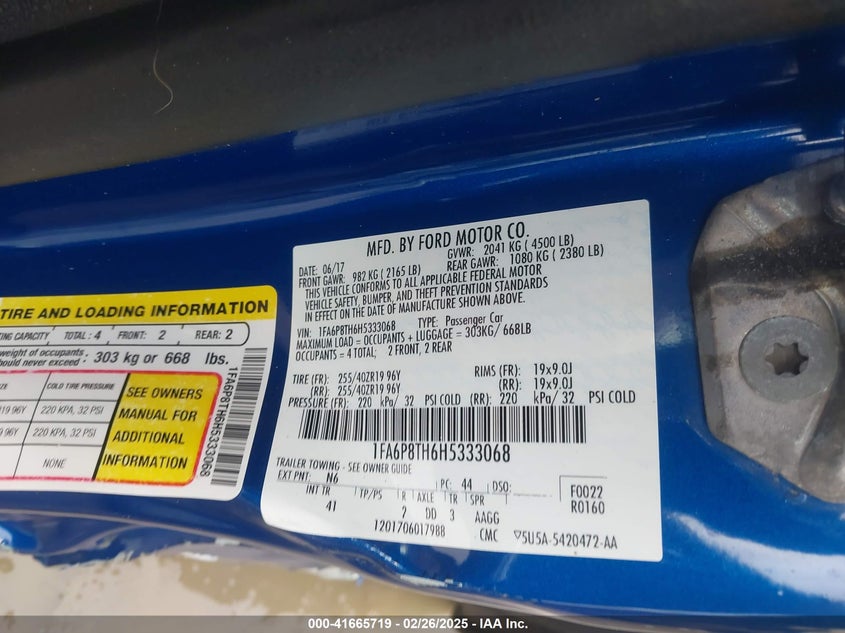 TIRE AND LOADING INFORMATION
TING CAPACITY TOTAL : 4 FRONT: 2 REAR: 2
weight of occupants
hould never exceed : 303 kg or 668 lbs.
COLD TIRE PRESSURE
R19 96Y 220 KPA, 32 PSI
96Y 220 KPA, 32 PSI
NONE
SEE OWNERS
MANUAL FOR
ADDITIONAL
INFORMATION
1FA6P8TH6H5333068
MFD. BY FORD MOTOR CO.
DATE: 06/17 GVWR: 2041 KG ( 4500 LB)
FRONT GAWR: 982 KG ( 2165 LB) REAR GAWR: 1080 KG ( 2380 LB)
THIS VEHICLE CONFORMS TO ALL APPLICABLE FEDERAL MOTOR
VEHICLE SAFETY, BUMPER, AND THEFT PREVENTION STANDARDS
IN EFFECT ON THE DATE OF MANUFACTURE SHOWN ABOVE.
VIN: 1FA6P8TH6H5333068 TYPE: Passenger Car
MAXIMUM LOAD = OCCUPANTS + LUGGAGE = 303KG/ 668LB
OCCUPANTS = 4 TOTAL; 2 FRONT, 2 REAR
TIRE (FR): 255/40ZR19 96Y RIMS (FR): 19x9.0J
(RR): 255/40ZR19 96Y (RR): 19x9.0J
PRESSURE (FR): 220 kPa/ 32 PSI COLD (RR): 220 kPa/ 32 PSI COLD
1FA6P8TH6H5333068
TRAILER TOWING - SEE OWNER GUIDE
EXT PNT: N6 PC: 44 DSO: F0022
INT TR TP/PS R AXLE TR SPR R0160
41 2 DD 3 AAGG
1201706017988 CMC ▽5U5A-5420472-AA
000-41665719 / 02/26/2025 — IAA Inc.